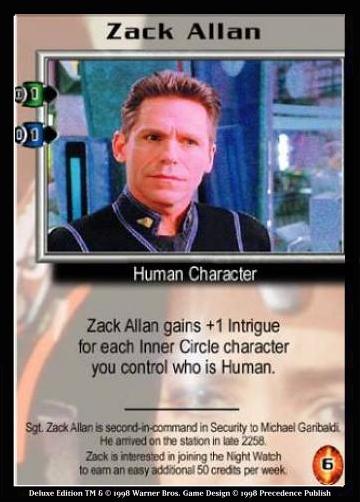 Zack Allan
1
1
Human Character
Zack Allan gains +1 Intrigue
for each Inner Circle character
you control who is Human.
Sgt. Zack Allan is second-in-command in Security to Michael Garibaldi.
He arrived on the station in late 2258.
Zack is interested in joining the Night Watch
to earn an easy additional 50 credits per week.
6
Deluxe Edition TM & © 1998 Warner Bros. Game Design © 1998 Precedence Publish